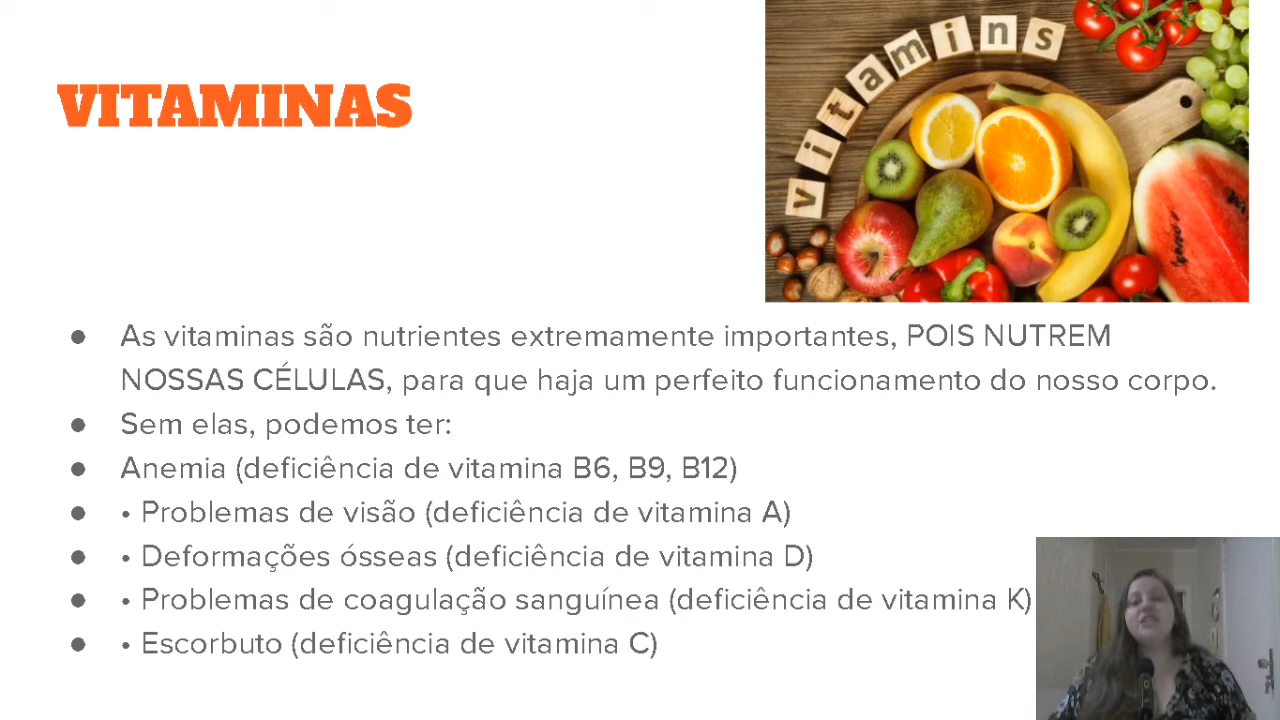 VITAMINAS
vitamins
● As vitaminas são nutrientes extremamente importantes, POIS NUTREM
NOSSAS CÉLULAS, para que haja um perfeito funcionamento do nosso corpo.
● Sem elas, podemos ter:
● Anemia (deficiência de vitamina B6, B9, B12)
● • Problemas de visão (deficiência de vitamina A)
● • Deformações ósseas (deficiência de vitamina D)
● • Problemas de coagulação sanguínea (deficiência de vitamina K)
● • Escorbuto (deficiência de vitamina C)